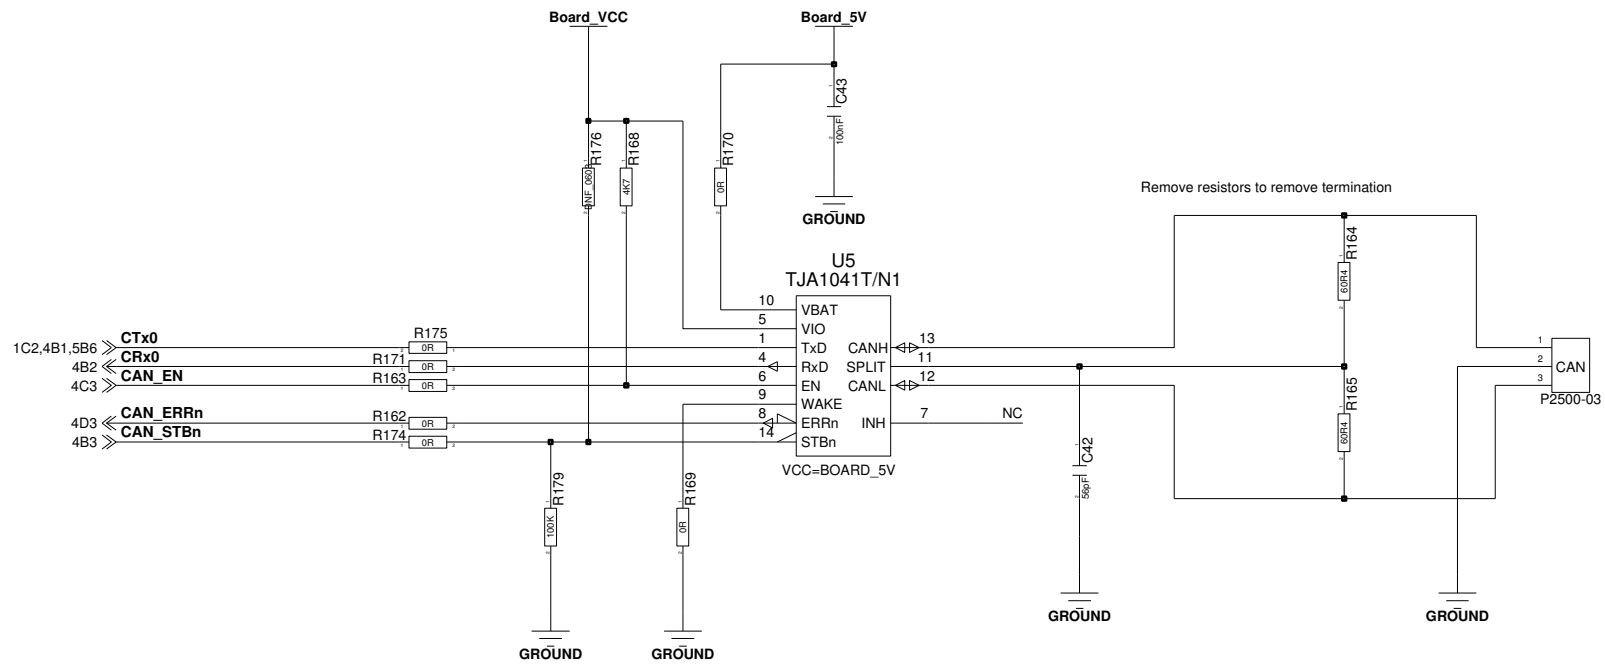 Board_VCC
Board_5V
C43
100nF
R176
DNF_0603
R168
4K7
R170
0R
GROUND
Remove resistors to remove termination
U5
TJA1041T/N1
R164
60R4
10 VBAT
5 VIO
1C2,4B1,5B6 CTx0 R175 0R 1 TxD CANH 13
4B2 CRx0 R171 0R 4 RxD SPLIT 11
4C3 CAN_EN R163 0R 6 EN CANL 12
9 WAKE
4D3 CAN_ERRn R162 0R 8 ERRn INH 7 NC
4B3 CAN_STBn R174 0R 14 STBn
VCC=BOARD_5V
1
2 CAN
3
P2500-03
R165
60R4
C42
56pF
R179
100K
R169
0R
GROUND
GROUND
GROUND
GROUND